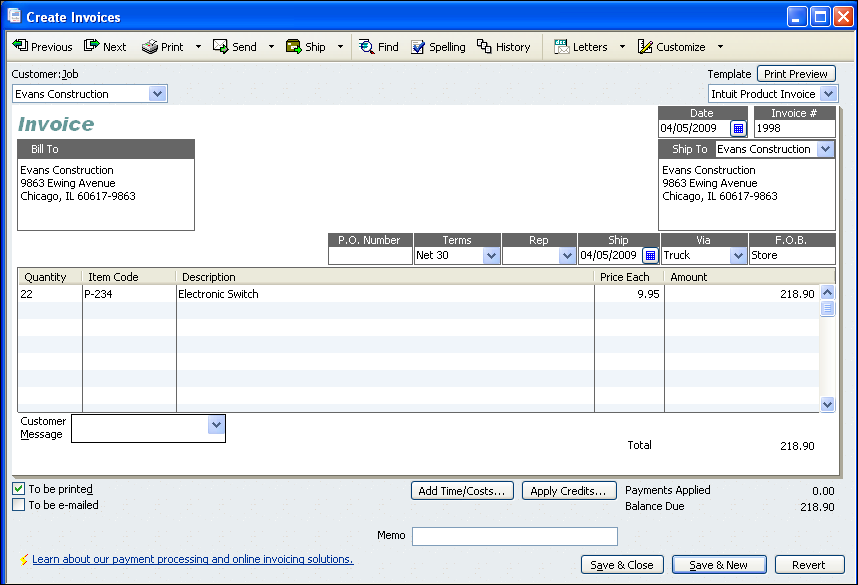 Create Invoices
Previous Next Print Send Ship Find Spelling History Letters Customize
Customer:Job
Template Print Preview
Evans Construction
Intuit Product Invoice
Invoice
Date Invoice #
04/05/2009 1998
Bill To
Ship To Evans Construction
Evans Construction
9863 Ewing Avenue
Chicago, IL 60617-9863
Evans Construction
9863 Ewing Avenue
Chicago, IL 60617-9863
P.O. Number Terms Rep Ship Via F.O.B.
Net 30 04/05/2009 Truck Store
Quantity Item Code Description Price Each Amount
22 P-234 Electronic Switch 9.95 218.90
Customer
Message
Total 218.90
To be printed
To be e-mailed
Add Time/Costs... Apply Credits... Payments Applied 0.00
Balance Due 218.90
Memo
Learn about our payment processing and online invoicing solutions.
Save & Close Save & New Revert